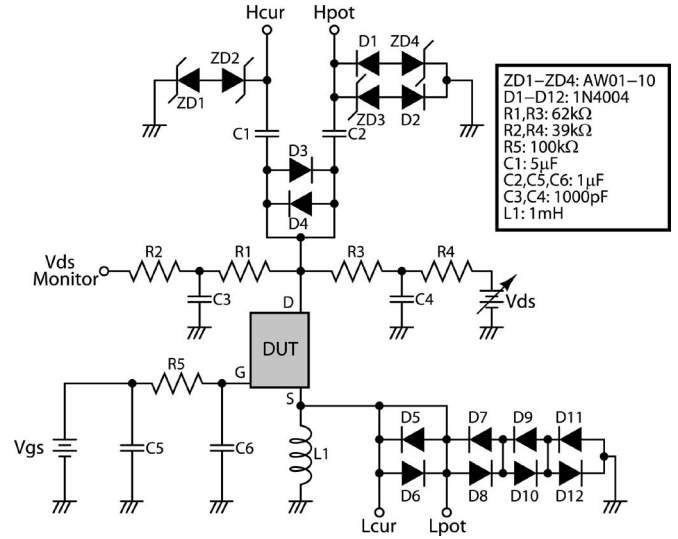 Hcur
Hpot
D1
ZD4
ZD2
ZD1
ZD3
D2
ZD1–ZD4: AW01–10
D1–D12: 1N4004
R1,R3: 62kΩ
R2,R4: 39kΩ
R5: 100kΩ
C1: 5μF
C2,C5,C6: 1μF
C3,C4: 1000pF
L1: 1mH
C1
C2
D3
D4
Vds
Monitor
R2
R1
R3
R4
C3
C4
Vds
D
DUT
G
S
R5
Vgs
C5
C6
L1
D5
D7
D9
D11
D6
D8
D10
D12
Lcur
Lpot